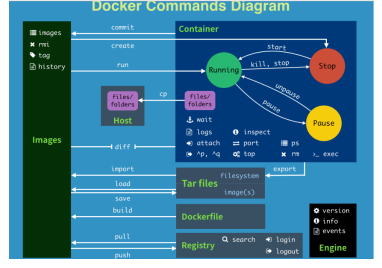 Docker Commands Diagram
images
rmi
tag
history
Images
commit
create
run
cp
diff
import
load
save
build
pull
push
Container
Running
start
kill, stop
Stop
unpause
pause
Pause
files/
folders
files/
folders
Host
wait
logs
inspect
attach
port
ps
^p, ^q
top
rm
>_ exec
export
Tar files
filesystem
image(s)
Dockerfile
Registry
search
login
logout
version
info
events
Engine